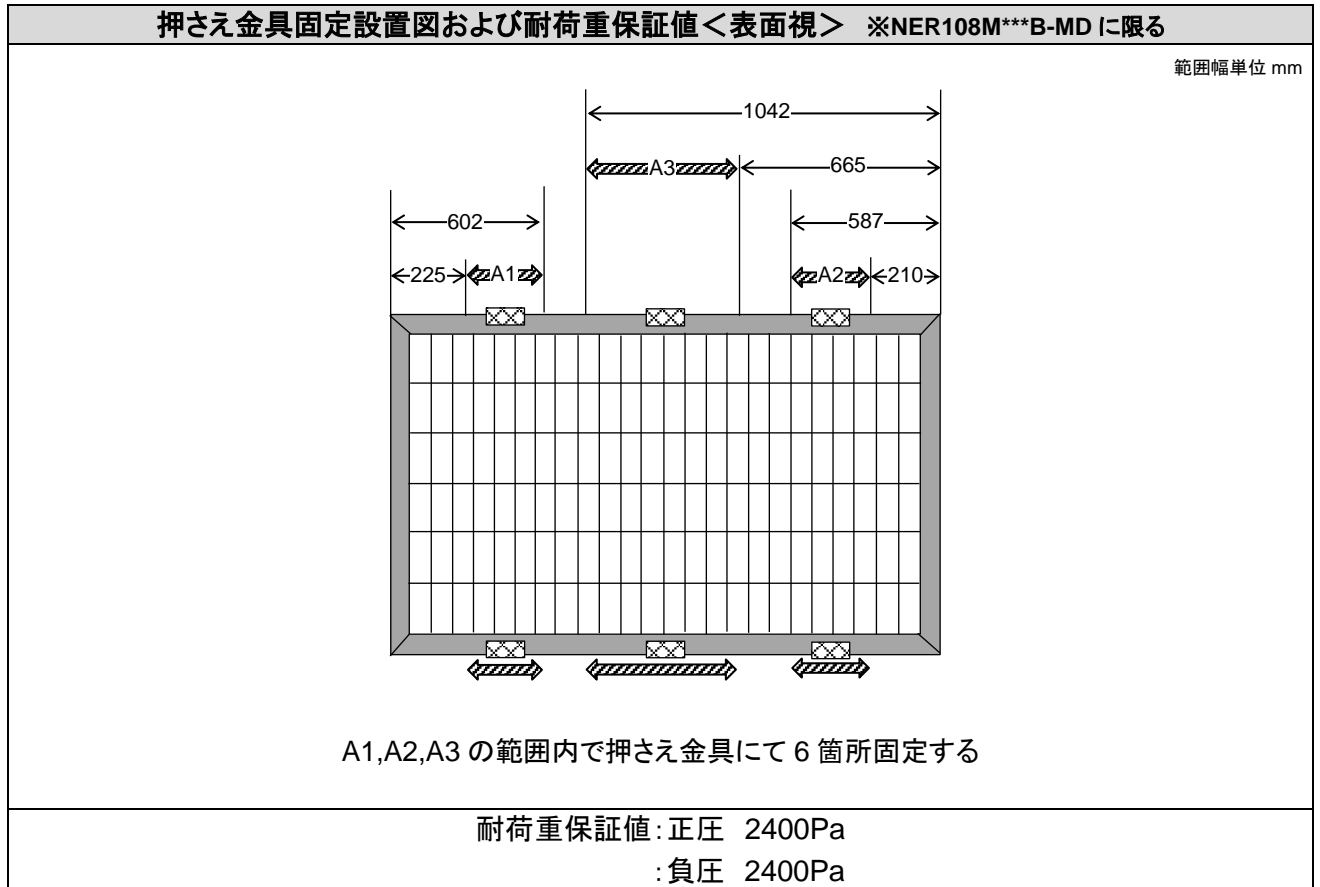 押さえ金具固定設置図および耐荷重保証値＜表面視＞ ※NER108M***B-MD に限る
範囲幅単位 mm
1042
A3
665
602
587
225
A1
A2
210
A1,A2,A3 の範囲内で押さえ金具にて 6 箇所固定する
耐荷重保証値：正圧 2400Pa
：負圧 2400Pa